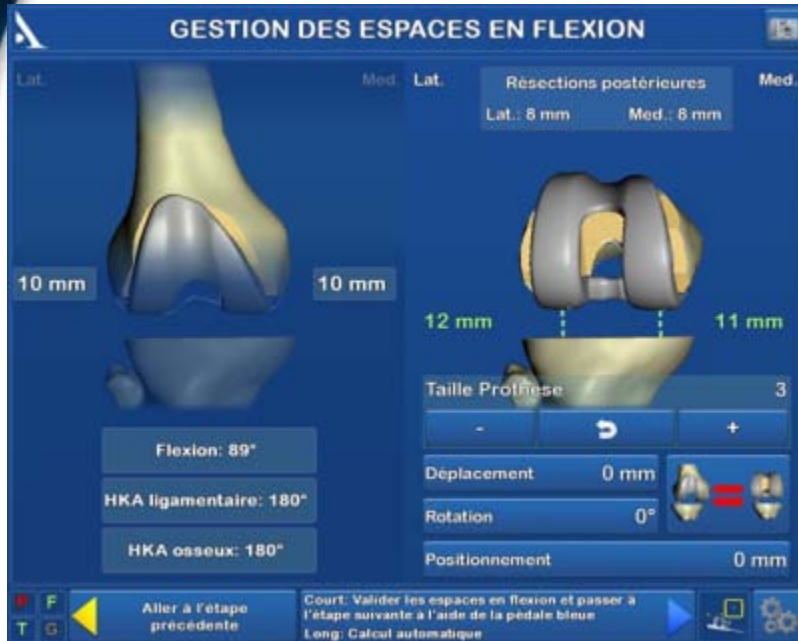 GESTION DES ESPACES EN FLEXION
Lat.
Med.
Lat.
Résections postérieures
Med.
Lat.: 8 mm
Med.: 8 mm
10 mm
10 mm
12 mm
11 mm
Taille Prothese
3
-
+
Flexion: 89°
Déplacement
0 mm
HKA ligamentaire: 180°
Rotation
0°
HKA osseux: 180°
Positionnement
0 mm
R F
T G
Aller à l'étape
précédente
Court: Valider les espaces en flexion et passer à
l'étape suivante à l'aide de la pédale bleue
Long: Calcul automatique